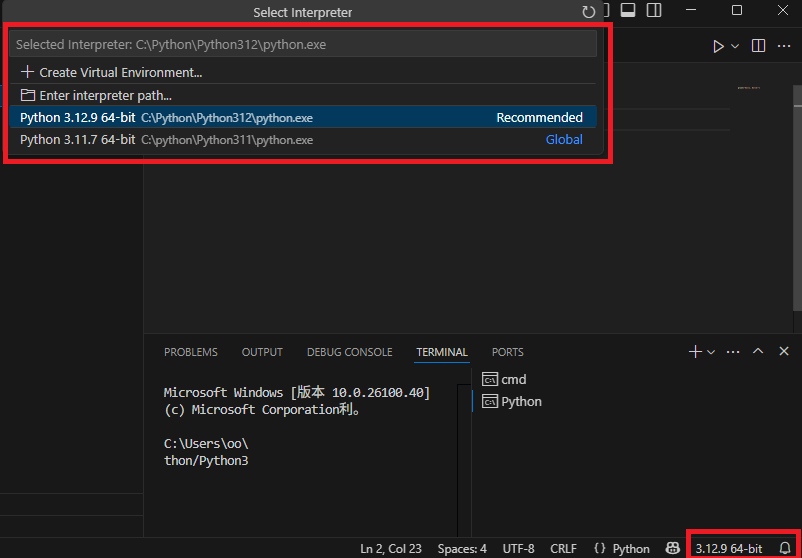 Select Interpreter
Selected Interpreter: C:\Python\Python312\python.exe
Create Virtual Environment...
Enter interpreter path...
Python 3.12.9 64-bit C:\Python\Python312\python.exe Recommended
Python 3.11.7 64-bit C:\python\Python311\python.exe Global
PROBLEMS OUTPUT DEBUG CONSOLE TERMINAL PORTS
Microsoft Windows [版本 10.0.26100.40]
(c) Microsoft Corporation利。
C:\Users\oo\
thon/Python3
cmd
Python
Ln 2, Col 23 Spaces: 4 UTF-8 CRLF {} Python 3.12.9 64-bit